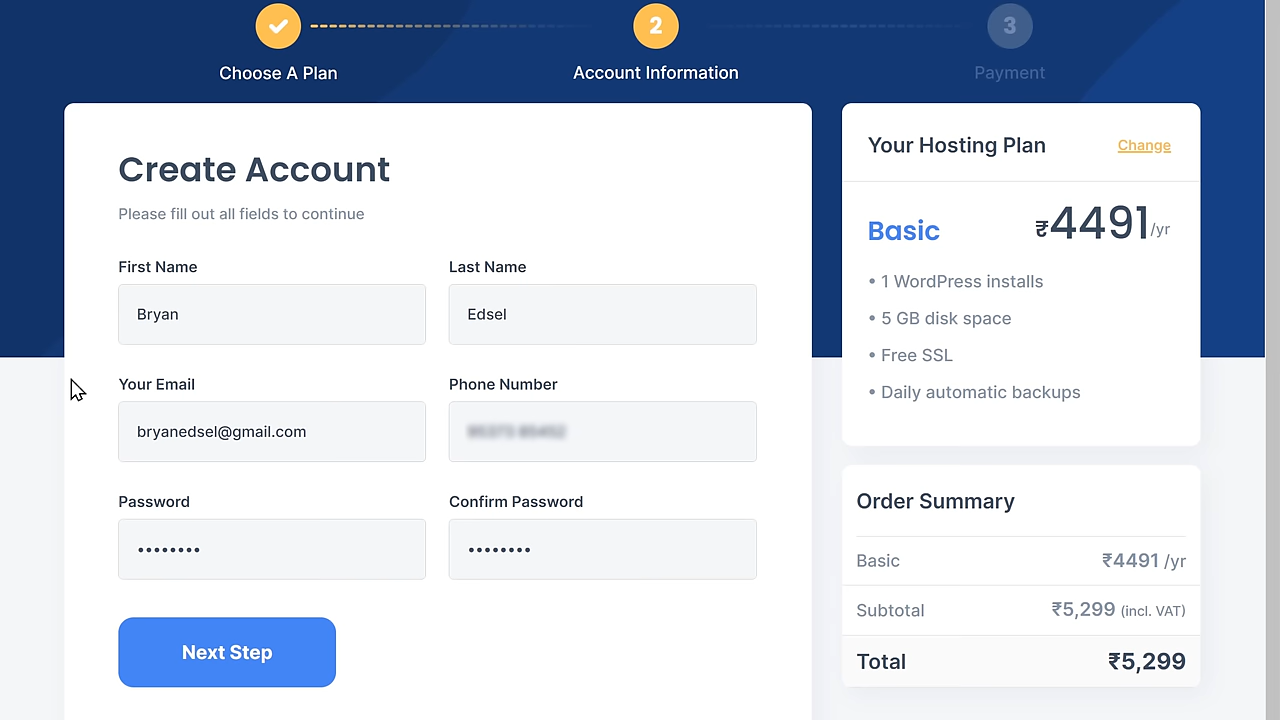 2
3
Choose A Plan
Account Information
Payment
Create Account
Please fill out all fields to continue
First Name
Last Name
Bryan
Edsel
Your Email
Phone Number
bryanedsel@gmail.com
Password
Confirm Password
••••••••
••••••••
Next Step
Your Hosting Plan
Change
Basic
₹4491/yr
• 1 WordPress installs
• 5 GB disk space
• Free SSL
• Daily automatic backups
Order Summary
Basic
₹4491 /yr
Subtotal
₹5,299 (incl. VAT)
Total
₹5,299